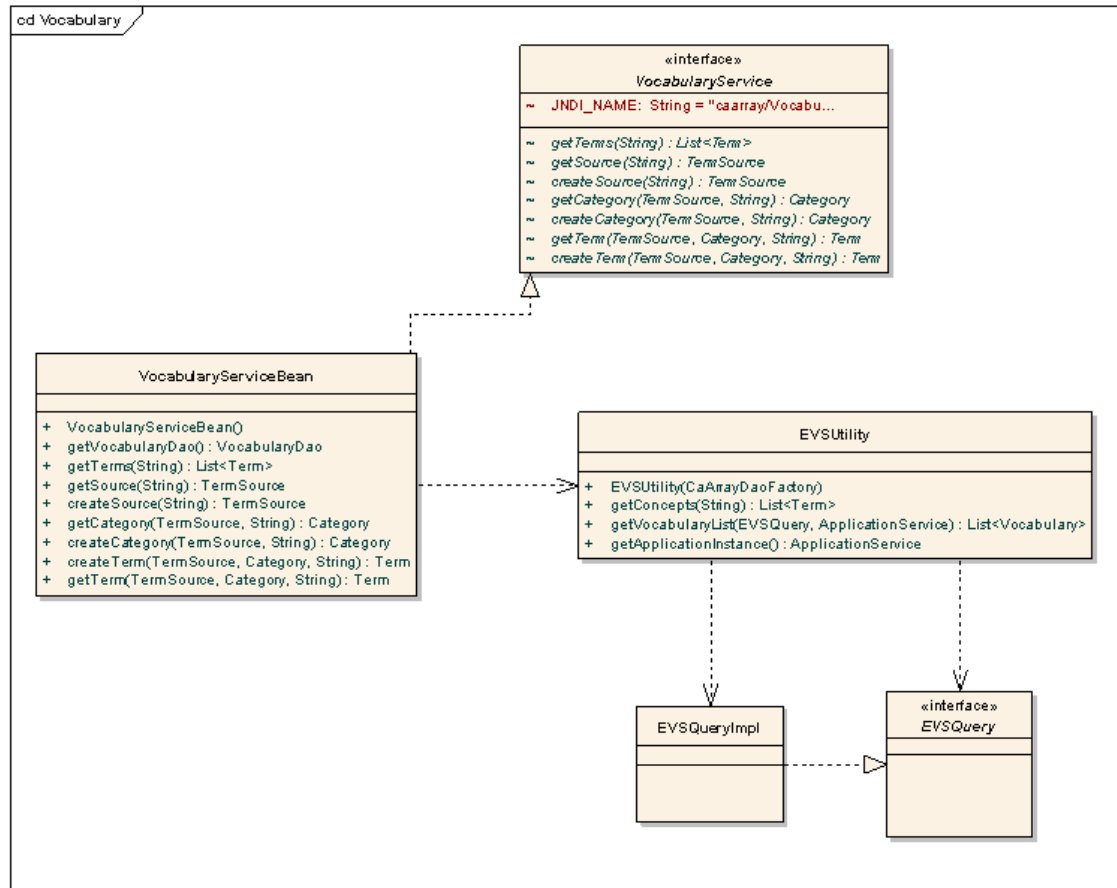 cd Vocabulary
«interface»
VocabularyService
~ JNDI_NAME: String = "caarray/Vocabu...
~ getTerms(String) : List<Term>
~ getSource(String) : TermSource
~ createSource(String) : TermSource
~ getCategory(TermSource, String) : Category
~ createCategory(TermSource, String) : Category
~ getTerm(TermSource, Category, String) : Term
~ createTerm(TermSource, Category, String) : Term
VocabularyServiceBean
+ VocabularyServiceBean()
+ getVocabularyDao() : VocabularyDao
+ getTerms(String) : List<Term>
+ getSource(String) : TermSource
+ createSource(String) : TermSource
+ getCategory(TermSource, String) : Category
+ createCategory(TermSource, String) : Category
+ createTerm(TermSource, Category, String) : Term
+ getTerm(TermSource, Category, String) : Term
EVSUtility
+ EVSUtility(CaArrayDaoFactory)
+ getConcepts(String) : List<Term>
+ getVocabularyList(EVSQuery, ApplicationService) : List<Vocabulary>
+ getApplicationInstance() : ApplicationService
EVSQueryImpl
«interface»
EVSQuery